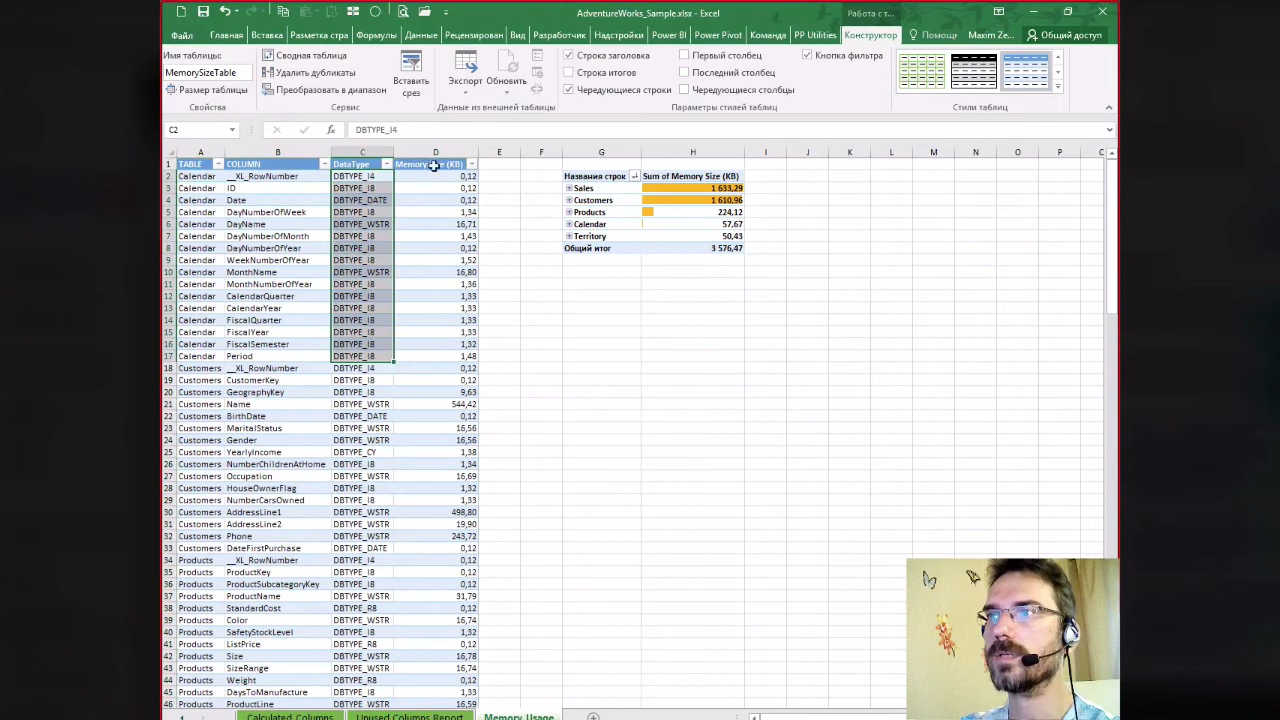 AdventureWorks_Sample.xlsx - Excel
Работа с т...
Файл Главная Вставка Разметка стра Формулы Данные Рецензирован Вид Разработчик Надстройки Power BI Power Pivot Команда PP Utilities Конструктор Помощн Maxim Ze... Общий доступ
Имя таблицы:
MemorySizeTable
Размер таблицы
Свойства
Сводная таблица
Удалить дубликаты
Преобразовать в диапазон
Сервис
Вставить
срез
Экспорт
Обновить
Данные из внешней таблицы
Строка заголовка
Строка итогов
Чередующиеся строки
Первый столбец
Последний столбец
Чередующиеся столбцы
Кнопка фильтра
Параметры стилей таблиц
Стили таблиц
C2 fx DBTYPE_I4
A B C D E F G H I J K L M N O P Q
1 TABLE COLUMN DataType Memory Size (KB)
2 Calendar __XL_RowNumber DBTYPE_I4 0,12 Названия строк Sum of Memory Size (KB)
3 Calendar ID DBTYPE_I8 0,12 Sales 1 633,29
4 Calendar Date DBTYPE_DATE 0,12 Customers 1 610,96
5 Calendar DayNumberOfWeek DBTYPE_I8 1,34 Products 224,12
6 Calendar DayName DBTYPE_WSTR 16,71 Calendar 57,67
7 Calendar DayNumberOfMonth DBTYPE_I8 1,43 Territory 50,43
8 Calendar DayNumberOfYear DBTYPE_I8 0,12 Общий итог 3 576,47
9 Calendar WeekNumberOfYear DBTYPE_I8 1,52
10 Calendar MonthName DBTYPE_WSTR 16,80
11 Calendar MonthNumberOfYear DBTYPE_I8 1,36
12 Calendar CalendarQuarter DBTYPE_I8 1,33
13 Calendar CalendarYear DBTYPE_I8 1,33
14 Calendar FiscalQuarter DBTYPE_I8 1,33
15 Calendar FiscalYear DBTYPE_I8 1,33
16 Calendar FiscalSemester DBTYPE_I8 1,32
17 Calendar Period DBTYPE_I8 1,48
18 Customers __XL_RowNumber DBTYPE_I4 0,12
19 Customers CustomerKey DBTYPE_I8 0,12
20 Customers GeographyKey DBTYPE_I8 9,63
21 Customers Name DBTYPE_WSTR 544,42
22 Customers BirthDate DBTYPE_DATE 0,12
23 Customers MaritalStatus DBTYPE_WSTR 16,56
24 Customers Gender DBTYPE_WSTR 16,56
25 Customers YearlyIncome DBTYPE_CY 1,38
26 Customers NumberChildrenAtHome DBTYPE_I8 1,34
27 Customers Occupation DBTYPE_WSTR 16,69
28 Customers HouseOwnerFlag DBTYPE_I8 1,32
29 Customers NumberCarsOwned DBTYPE_I8 1,33
30 Customers AddressLine1 DBTYPE_WSTR 498,80
31 Customers AddressLine2 DBTYPE_WSTR 19,90
32 Customers Phone DBTYPE_WSTR 243,72
33 Customers DateFirstPurchase DBTYPE_DATE 0,12
34 Products __XL_RowNumber DBTYPE_I4 0,12
35 Products ProductKey DBTYPE_I8 0,12
36 Products ProductSubcategoryKey DBTYPE_I8 0,12
37 Products ProductName DBTYPE_WSTR 31,79
38 Products StandardCost DBTYPE_R8 0,12
39 Products Color DBTYPE_WSTR 16,74
40 Products SafetyStockLevel DBTYPE_I8 1,32
41 Products ListPrice DBTYPE_R8 0,12
42 Products Size DBTYPE_WSTR 16,78
43 Products SizeRange DBTYPE_WSTR 16,74
44 Products Weight DBTYPE_R8 0,12
45 Products DaysToManufacture DBTYPE_I8 1,33
46 Products ProductLine DBTYPE_WSTR 16,59
Calculated Columns Unused Columns Report Memory Usage